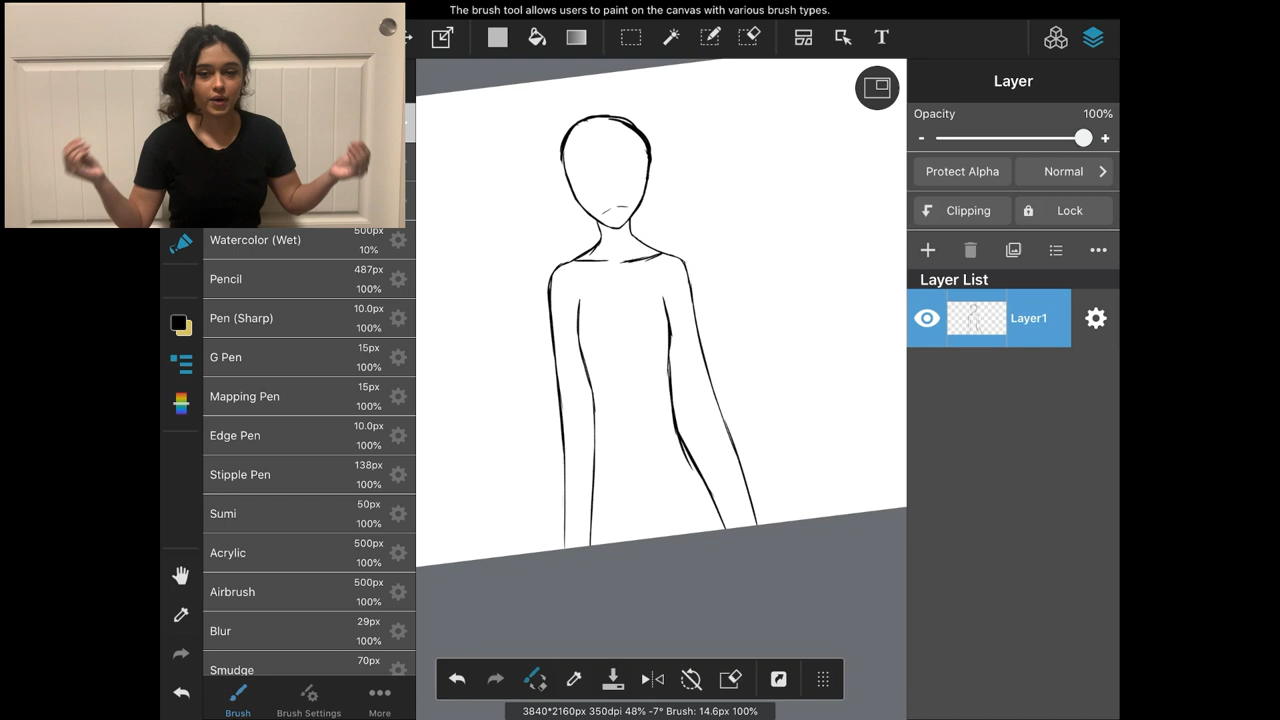 The brush tool allows users to paint on the canvas with various brush types.
T
Watercolor (Wet) 500px 10%
Pencil 487px 100%
Pen (Sharp) 10.0px 100%
G Pen 15px 100%
Mapping Pen 15px 100%
Edge Pen 10.0px 100%
Stipple Pen 138px 100%
Sumi 50px 100%
Acrylic 500px 100%
Airbrush 500px 100%
Blur 29px 100%
Smudge 70px
Brush Brush Settings More
3840*2160px 350dpi 48% -7° Brush: 14.6px 100%
Layer
Opacity 100%
- +
Protect Alpha Normal
Clipping Lock
Layer List
Layer1